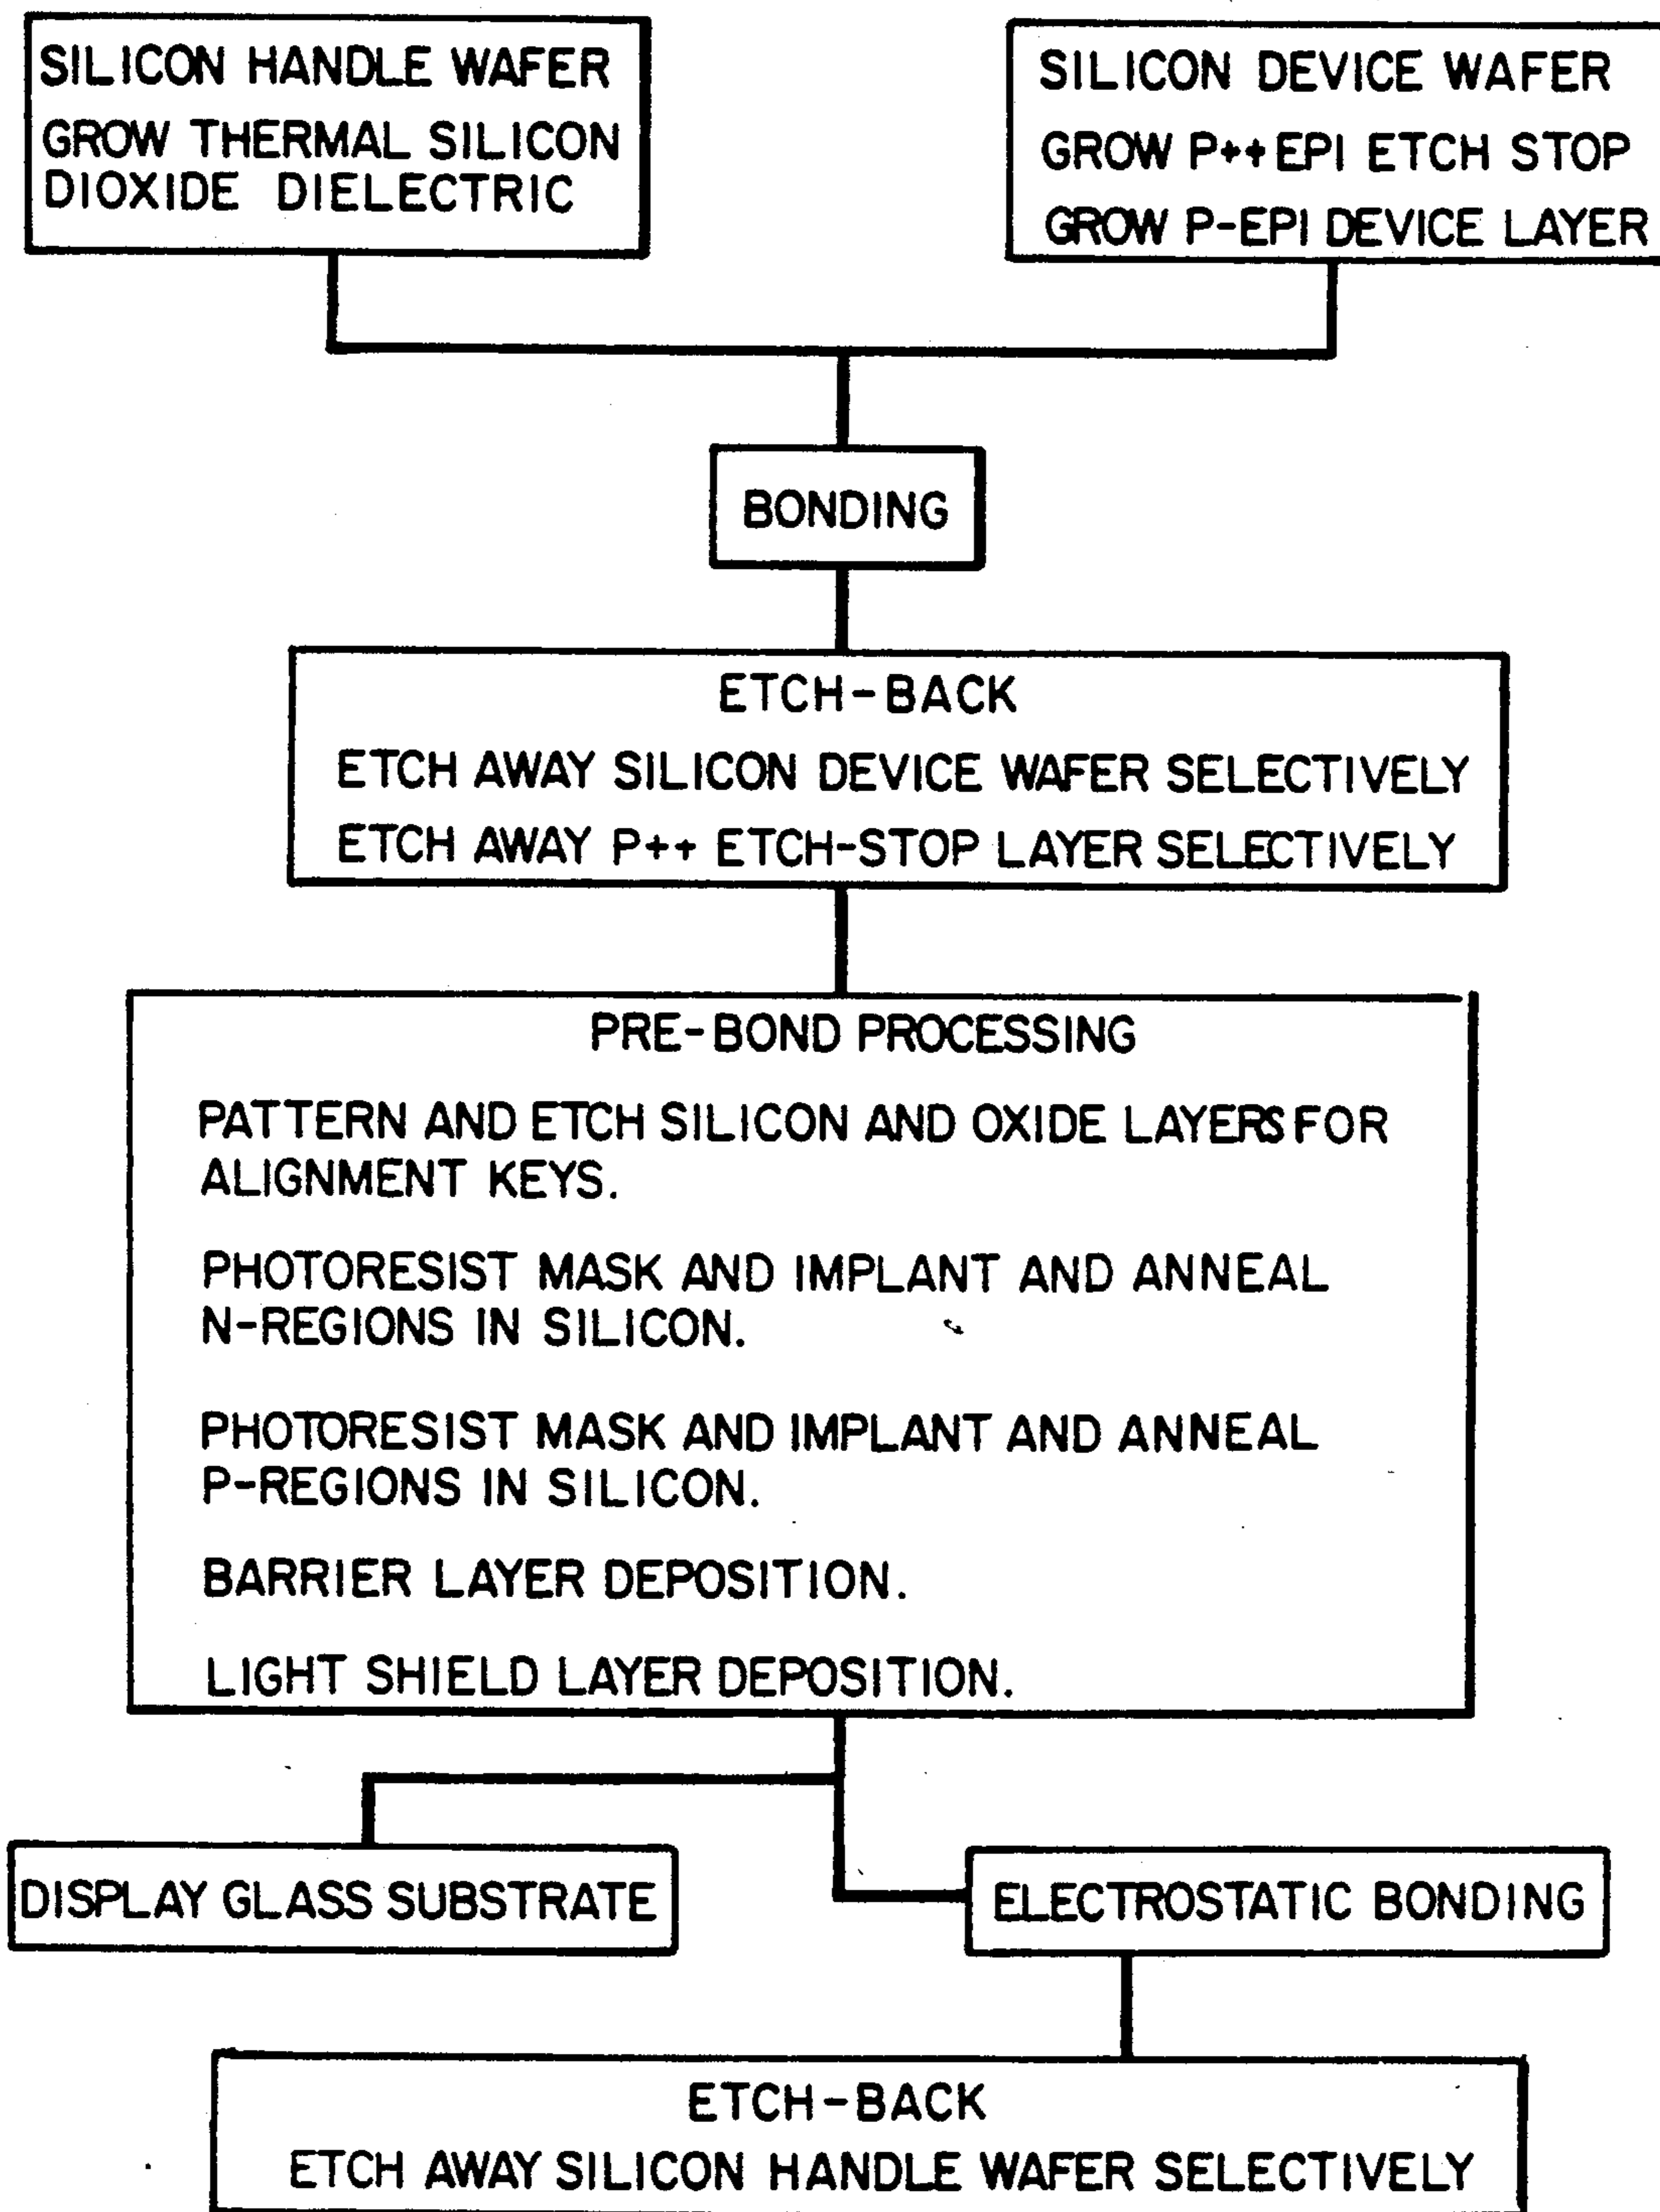 SILICON HANDLE WAFER
GROW THERMAL SILICON
DIOXIDE DIELECTRIC
SILICON DEVICE WAFER
GROW P++ EPI ETCH STOP
GROW P-EPI DEVICE LAYER
BONDING
ETCH-BACK
ETCH AWAY SILICON DEVICE WAFER SELECTIVELY
ETCH AWAY P++ ETCH-STOP LAYER SELECTIVELY
PRE-BOND PROCESSING
PATTERN AND ETCH SILICON AND OXIDE LAYERS FOR
ALIGNMENT KEYS.
PHOTORESIST MASK AND IMPLANT AND ANNEAL
N-REGIONS IN SILICON.
PHOTORESIST MASK AND IMPLANT AND ANNEAL
P-REGIONS IN SILICON.
BARRIER LAYER DEPOSITION.
LIGHT SHIELD LAYER DEPOSITION.
DISPLAY GLASS SUBSTRATE
ELECTROSTATIC BONDING
ETCH-BACK
ETCH AWAY SILICON HANDLE WAFER SELECTIVELY